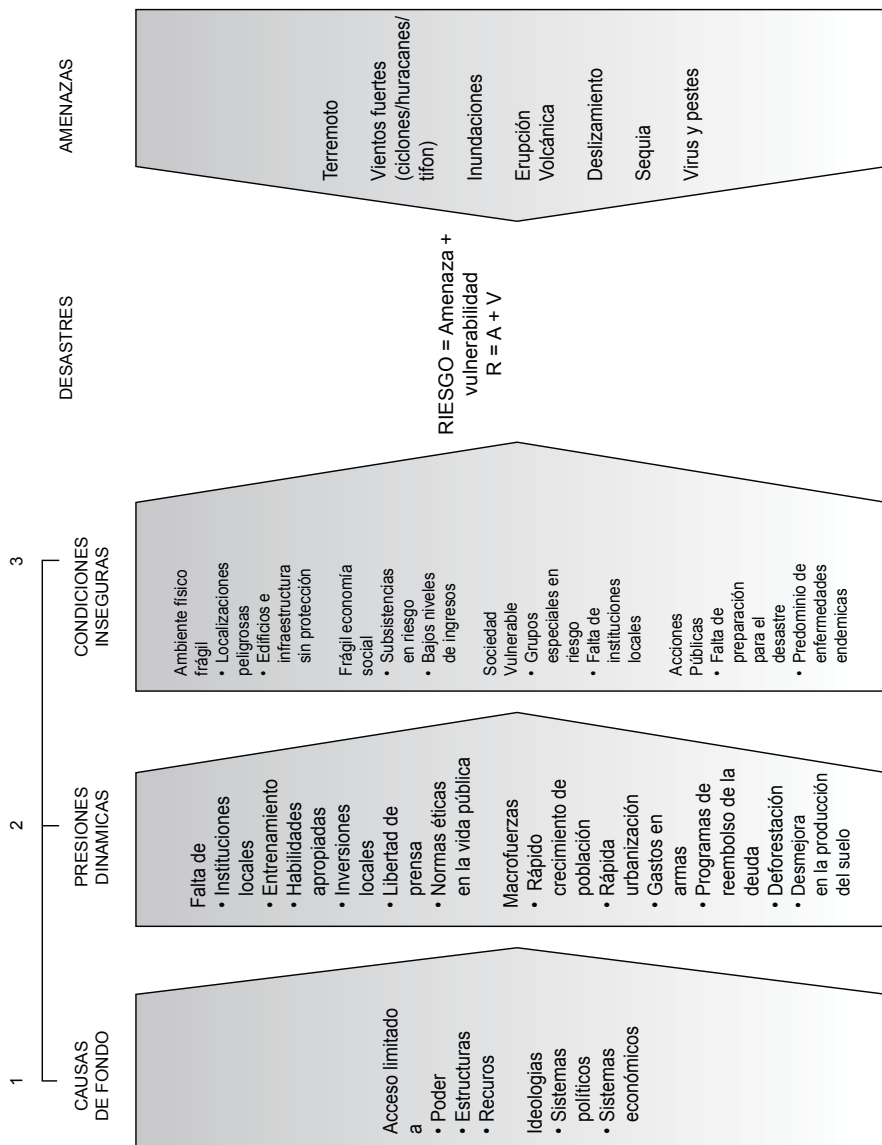 1
2
3
CAUSAS
DE FONDO
PRESIONES
DINAMICAS
CONDICIONES
INSEGURAS
DESASTRES
AMENAZAS
Acceso limitado
a
• Poder
• Estructuras
• Recuros
Ideologias
• Sistemas
políticos
• Sistemas
económicos
Falta de
• Instituciones
locales
• Entrenamiento
• Habilidades
apropiadas
• Inversiones
locales
• Libertad de
prensa
• Normas éticas
en la vida pública
Macrofuerzas
• Rápido
crecimiento de
población
• Rápida
urbanización
• Gastos en
armas
• Programas de
reembolso de la
deuda
• Deforestación
• Desmejora
en la producción
del suelo
Ambiente físico
frágil
• Localizaciones
peligrosas
• Edificios e
infraestructura
sin protección
Frágil economía
social
• Subsistencias
en riesgo
• Bajos niveles
de ingresos
Sociedad
Vulnerable
• Grupos
especiales en
riesgo
• Falta de
instituciones
locales
Acciones
Públicas
• Falta de
preparación
para el
desastre
• Predominio de
enfermedades
endemicas
RIESGO = Amenaza +
vulnerabilidad
R = A + V
Terremoto
Vientos fuertes
(ciclones/huracanes/
tifon)
Inundaciones
Erupción
Volcánica
Deslizamiento
Sequia
Virus y pestes